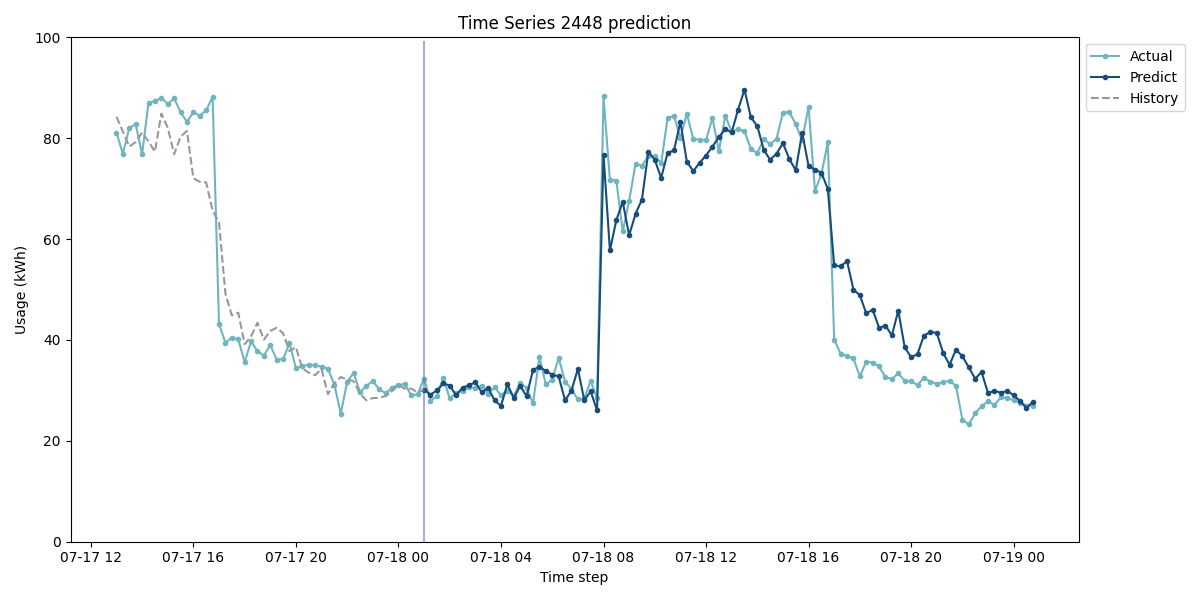 Time Series 2448 prediction
Usage (kWh)
100
80
60
40
20
0
07-17 12
07-17 16
07-17 20
07-18 00
07-18 04
07-18 08
07-18 12
07-18 16
07-18 20
07-19 00
Time step
Actual
Predict
History